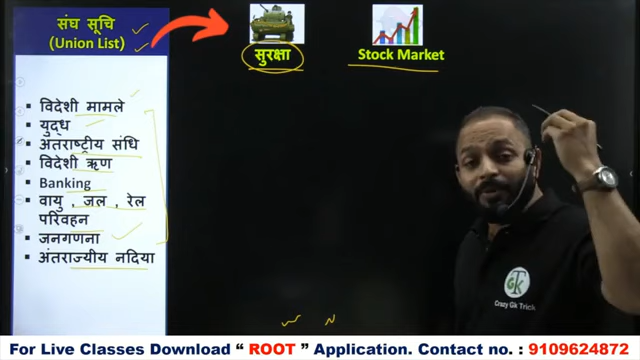 संघ सूचि
(Union List)
सुरक्षा
Stock Market
विदेशी मामले
युद्ध
अंतराष्ट्रीय संधि
विदेशी ऋण
Banking
वायु , जल , रेल
परिवहन
जनगणना
अंतराज्यीय नदिया
GK
Crazy Gk Trick
For Live Classes Download “ ROOT ” Application. Contact no. : 9109624872